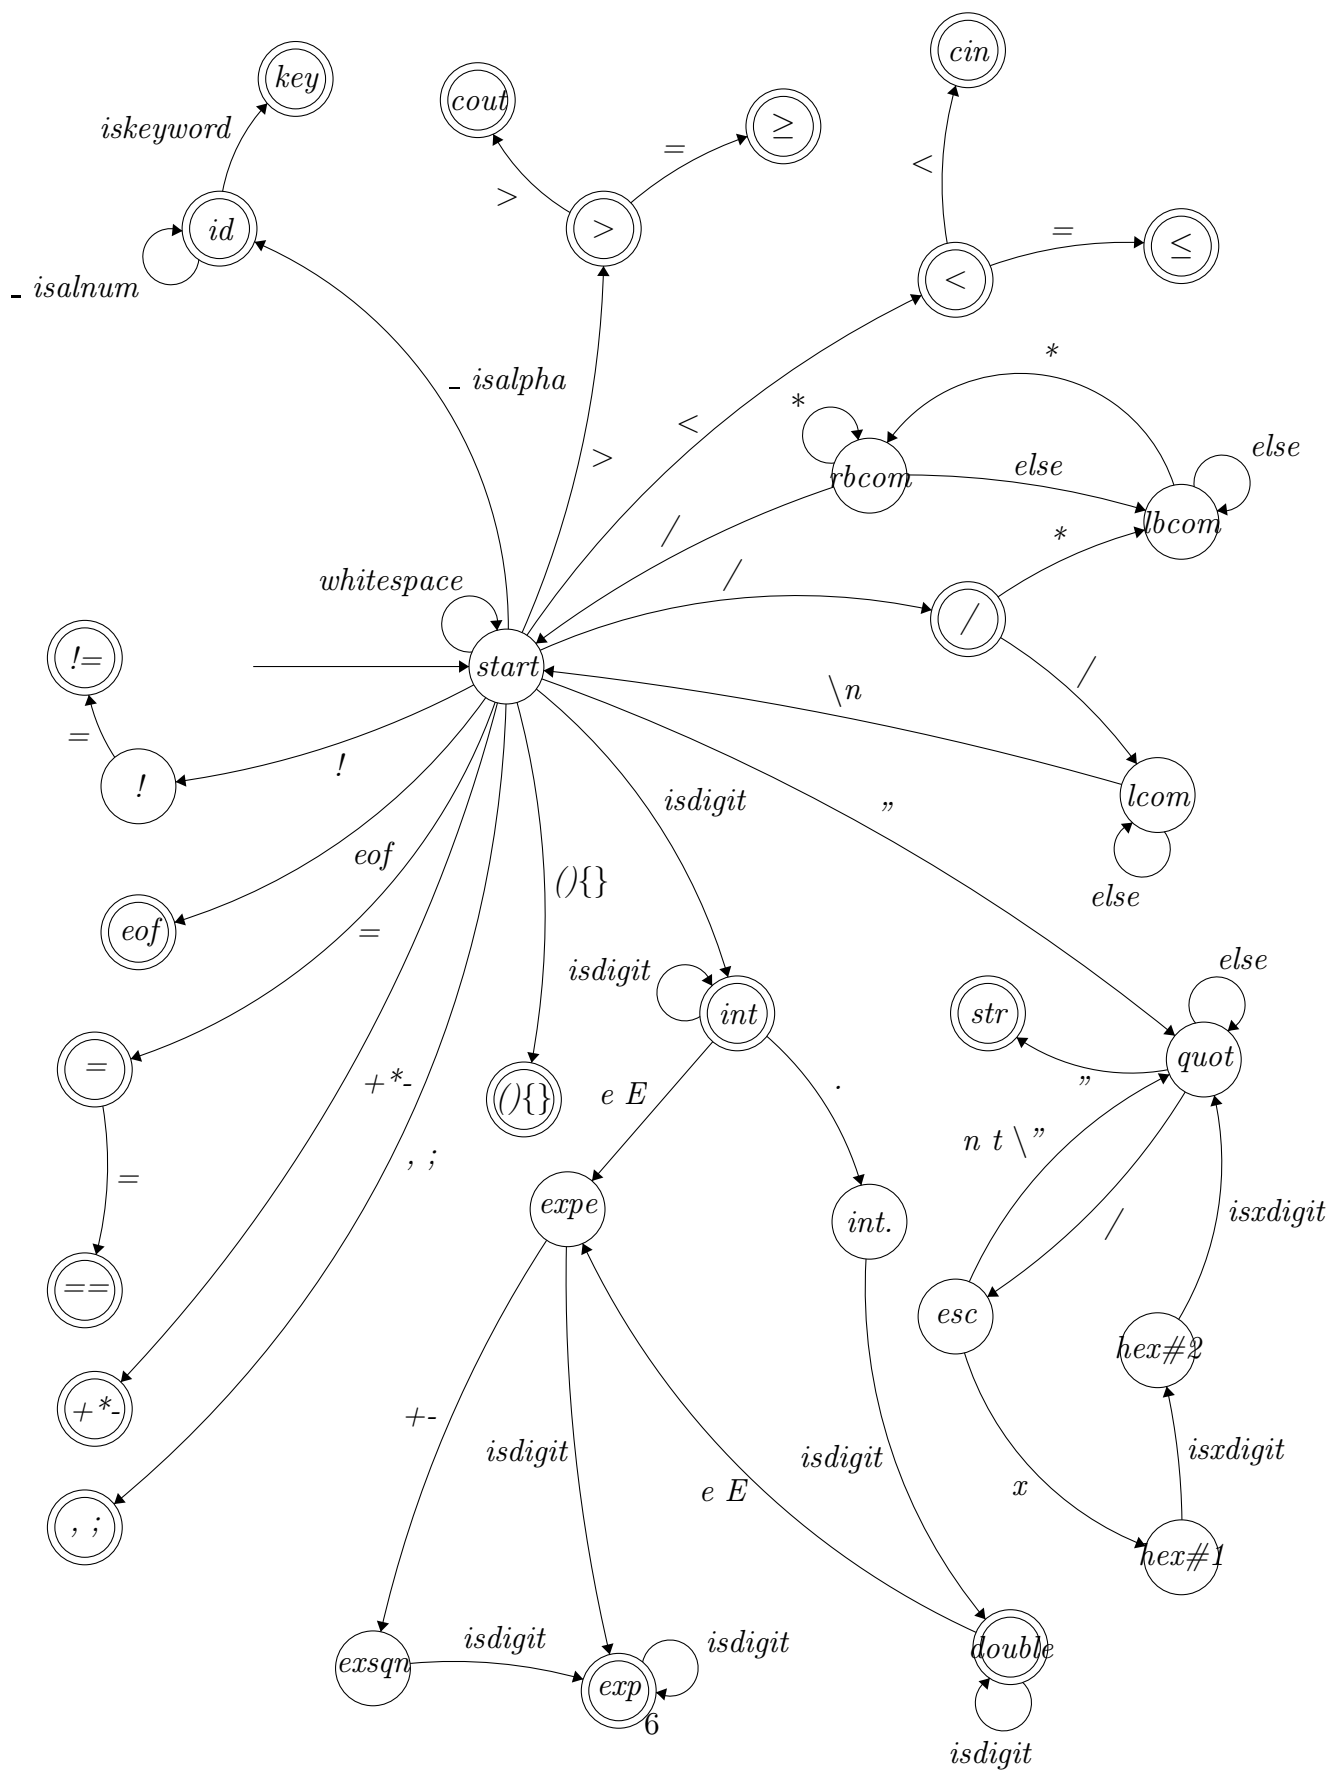 cin
key
cout
≥
iskeyword
=
<
>
id
>
=
≤
<
_ isalnum
*
_ isalpha
*
<
else
>
rbcom
else
lbcom
/
*
/
whitespace
/
!=
start
/
\n
=
!
!
lcom
isdigit
”
eof
(){}
else
eof
=
else
isdigit
str
int
quot
=
+*-
e E
.
”
(){}
n t \”
, ;
=
expe
int.
isxdigit
/
==
esc
hex#2
+*-
+-
isdigit
isdigit
isxdigit
e E
x
, ;
hex#1
isdigit
isdigit
double
exsqn
exp
6
isdigit